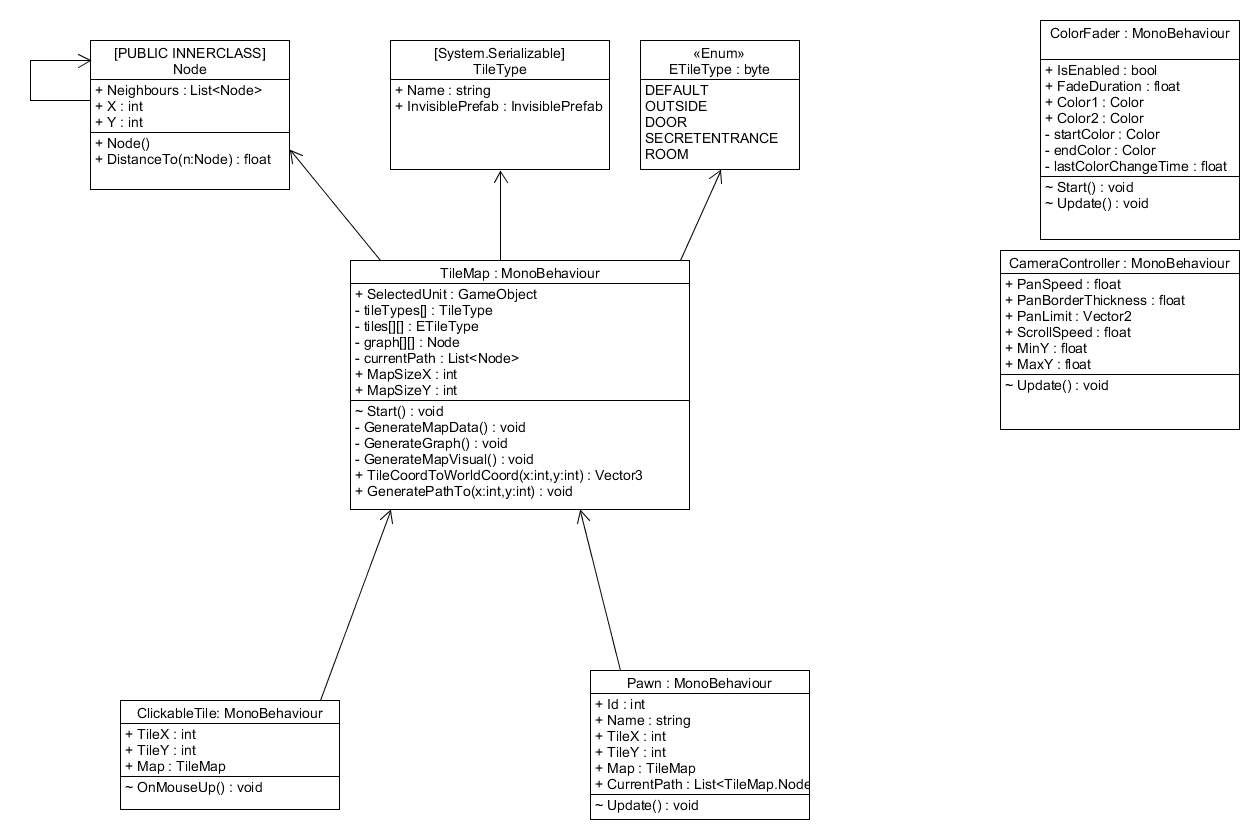 [PUBLIC INNERCLASS]
Node
+ Neighbours : List<Node>
+ X : int
+ Y : int
+ Node()
+ DistanceTo(n:Node) : float
[System.Serializable]
TileType
+ Name : string
+ InvisiblePrefab : InvisiblePrefab
«Enum»
ETileType : byte
DEFAULT
OUTSIDE
DOOR
SECRETENTRANCE
ROOM
ColorFader : MonoBehaviour
+ IsEnabled : bool
+ FadeDuration : float
+ Color1 : Color
+ Color2 : Color
- startColor : Color
- endColor : Color
- lastColorChangeTime : float
~ Start() : void
~ Update() : void
CameraController : MonoBehaviour
+ PanSpeed : float
+ PanBorderThickness : float
+ PanLimit : Vector2
+ ScrollSpeed : float
+ MinY : float
+ MaxY : float
~ Update() : void
TileMap : MonoBehaviour
+ SelectedUnit : GameObject
- tileTypes[] : TileType
- tiles[][] : ETileType
- graph[][] : Node
- currentPath : List<Node>
+ MapSizeX : int
+ MapSizeY : int
~ Start() : void
- GenerateMapData() : void
- GenerateGraph() : void
- GenerateMapVisual() : void
+ TileCoordToWorldCoord(x:int,y:int) : Vector3
+ GeneratePathTo(x:int,y:int) : void
ClickableTile: MonoBehaviour
+ TileX : int
+ TileY : int
+ Map : TileMap
~ OnMouseUp() : void
Pawn : MonoBehaviour
+ Id : int
+ Name : string
+ TileX : int
+ TileY : int
+ Map : TileMap
+ CurrentPath : List<TileMap.Node
~ Update() : void